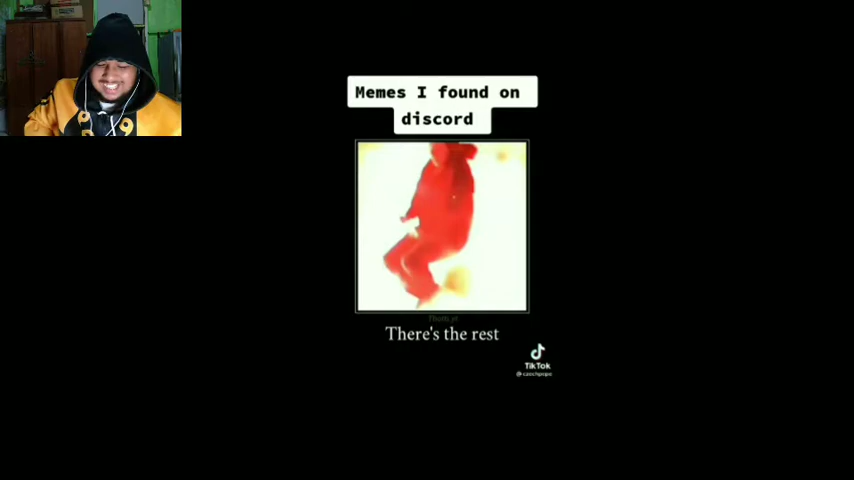 Memes I found on
discord
There's the rest
TikTok